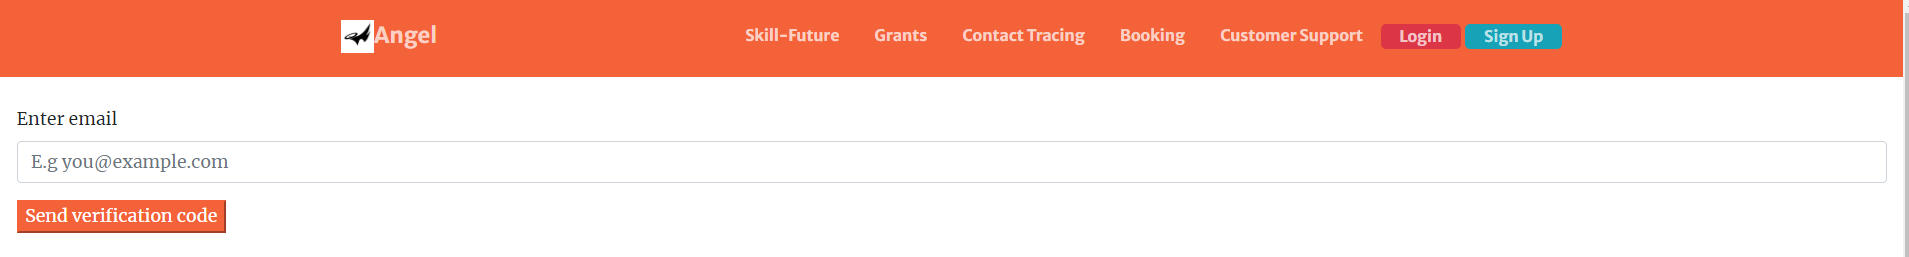 Angel Skill-Future Grants Contact Tracing Booking Customer Support Login Sign Up
Enter email
E.g you@example.com
Send verification code